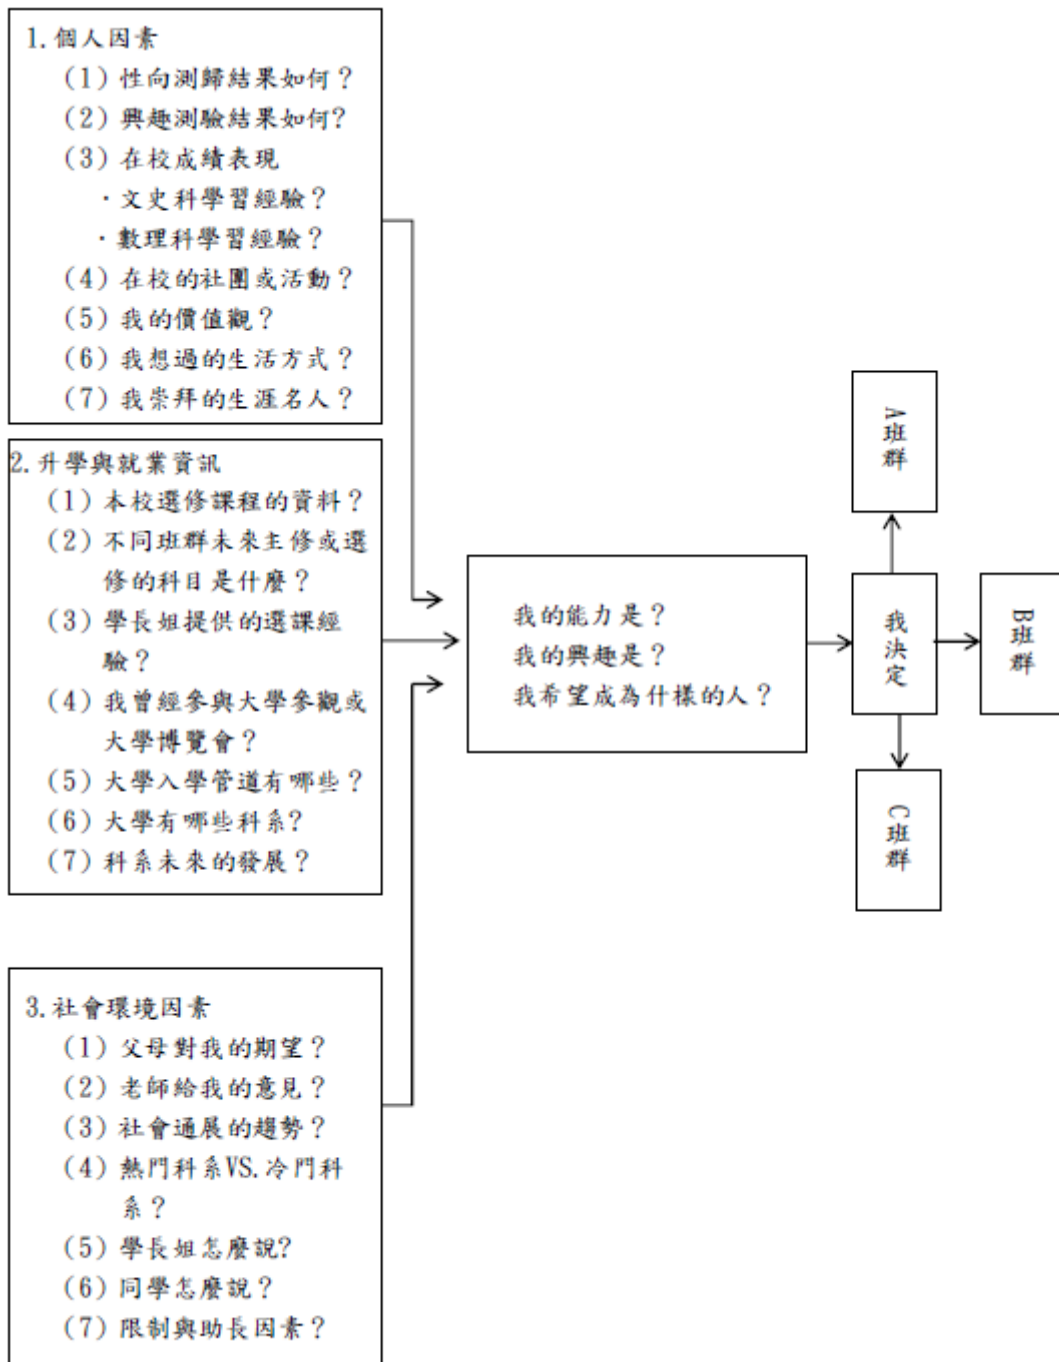 1.個人因素
(1)性向測歸結果如何？
(2)興趣測驗結果如何?
(3)在校成績表現
·文史科學習經驗？
·數理科學習經驗？
(4)在校的社團或活動？
(5)我的價值觀？
(6)我想過的生活方式？
(7)我崇拜的生涯名人？
2.升學與就業資訊
(1)本校選修課程的資料？
(2)不同班群未來主修或選
修的科目是什麼？
(3)學長姐提供的選課經
驗？
(4)我曾經參與大學參觀或
大學博覽會？
(5)大學入學管道有哪些？
(6)大學有哪些科系?
(7)科系未來的發展？
3.社會環境因素
(1)父母對我的期望？
(2)老師給我的意見？
(3)社會通展的趨勢？
(4)熱門科系VS.冷門科
系？
(5)學長姐怎麼說?
(6)同學怎麼說？
(7)限制與助長因素？
我的能力是？
我的興趣是？
我希望成為什樣的人？
我決定
A班群
B班群
C班群